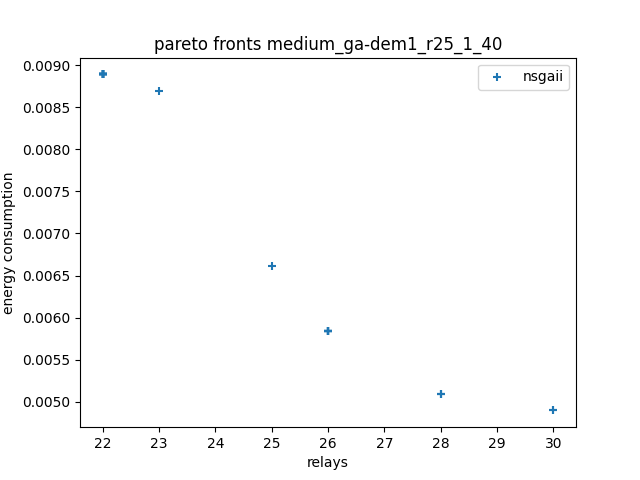 pareto fronts medium_ga-dem1_r25_1_40
nsgaii
0.0090
0.0085
0.0080
0.0075
0.0070
0.0065
0.0060
0.0055
0.0050
energy consumption
22 23 24 25 26 27 28 29 30
relays